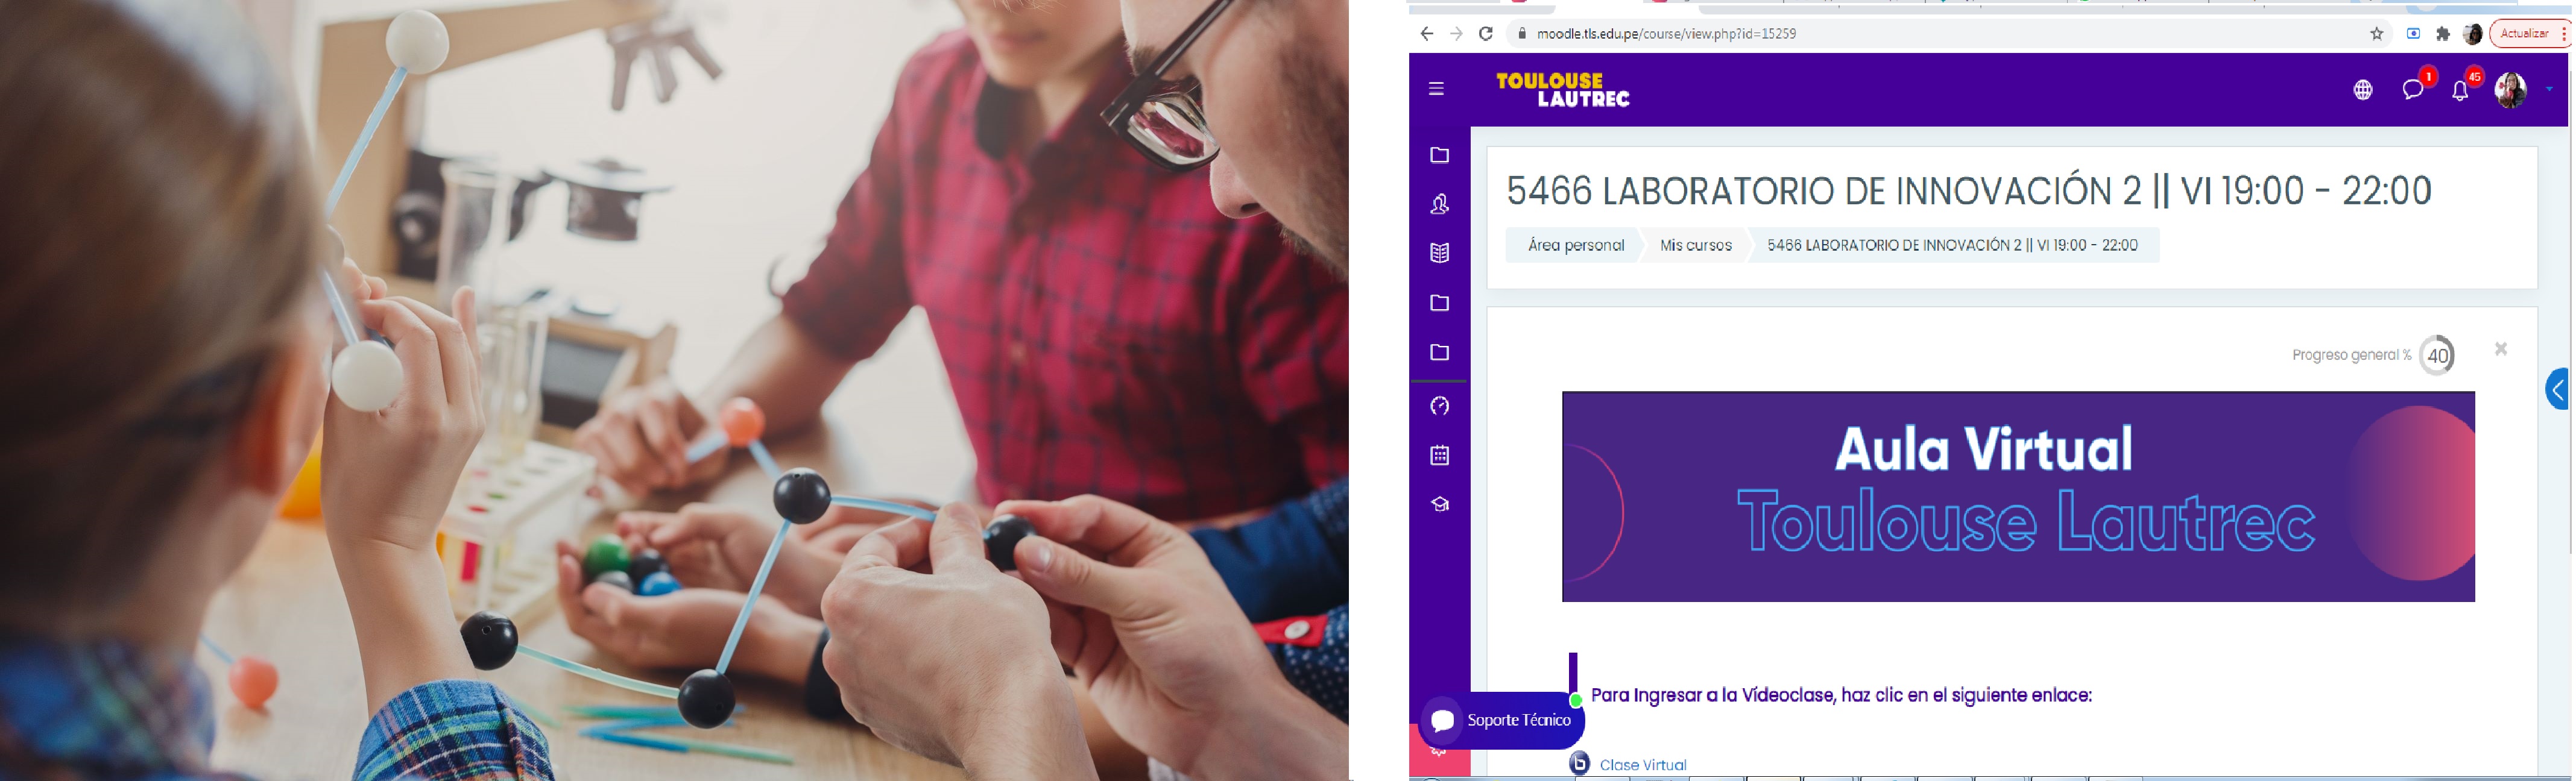 moodle.tls.edu.pe/course/view.php?id=15259
Actualizar
TOULOUSE
LAUTREC
1
45
5466 LABORATORIO DE INNOVACIÓN 2 || VI 19:00 - 22:00
Área personal
Mis cursos
5466 LABORATORIO DE INNOVACIÓN 2 || VI 19:00 - 22:00
Progreso general %
40
Aula Virtual
Toulouse Lautrec
Para Ingresar a la Vídeoclase, haz clic en el siguiente enlace:
Soporte Técnico
Clase Virtual